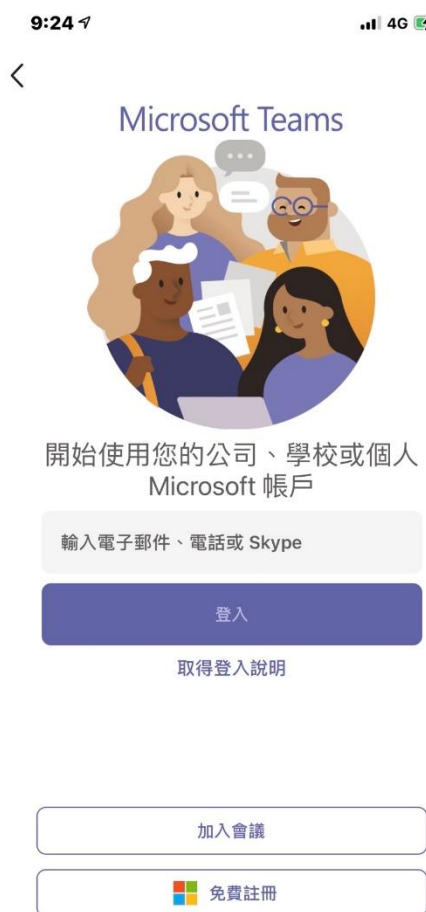 9:24
4G
Microsoft Teams
開始使用您的公司、學校或個人
Microsoft 帳戶
輸入電子郵件、電話或 Skype
登入
取得登入說明
加入會議
免費註冊